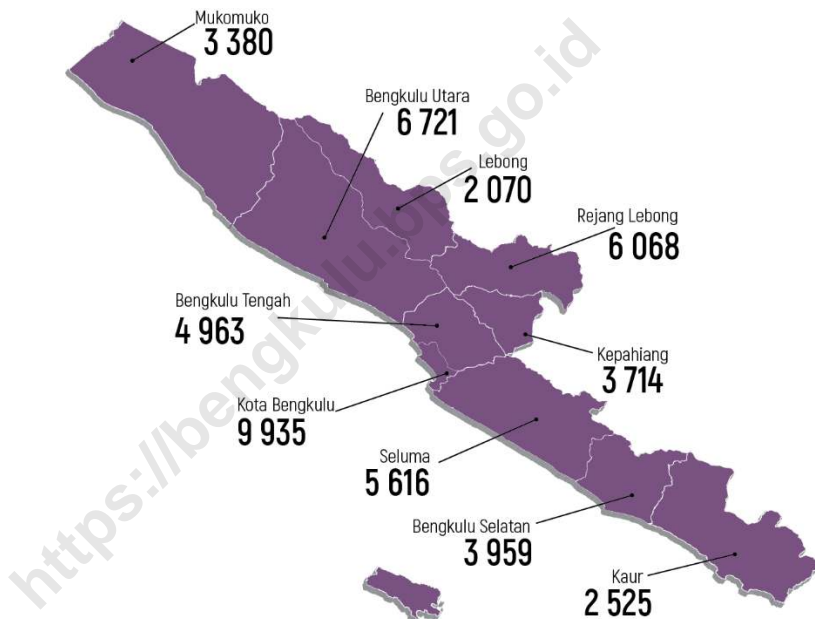 Mukomuko
3 380
Bengkulu Utara
6 721
Lebong
2 070
Rejang Lebong
6 068
Bengkulu Tengah
4 963
Kepahiang
3 714
Kota Bengkulu
9 935
Seluma
5 616
Bengkulu Selatan
3 959
Kaur
2 525
https://bengkulu.bps.go.id